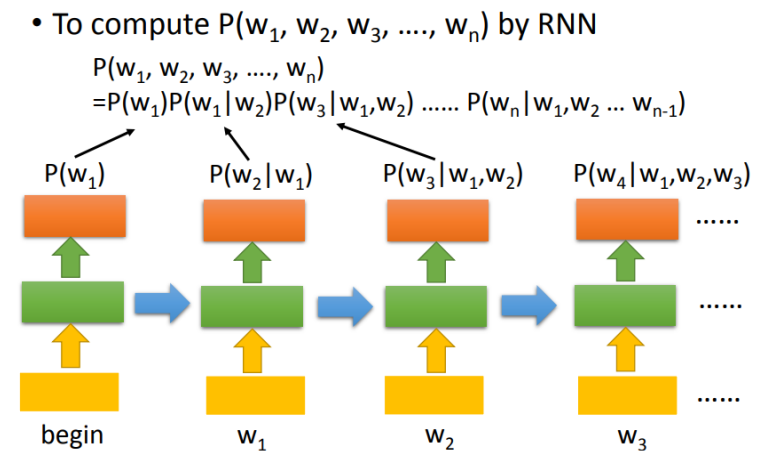 • To compute P(w₁, w₂, w₃, …., wₙ) by RNN
P(w₁, w₂, w₃, …., wₙ)
=P(w₁)P(w₁|w₂)P(w₃|w₁,w₂) …… P(wₙ|w₁,w₂ … wₙ₋₁)
P(w₁) P(w₂|w₁) P(w₃|w₁,w₂) P(w₄|w₁,w₂,w₃)
……
……
……
begin w₁ w₂ w₃